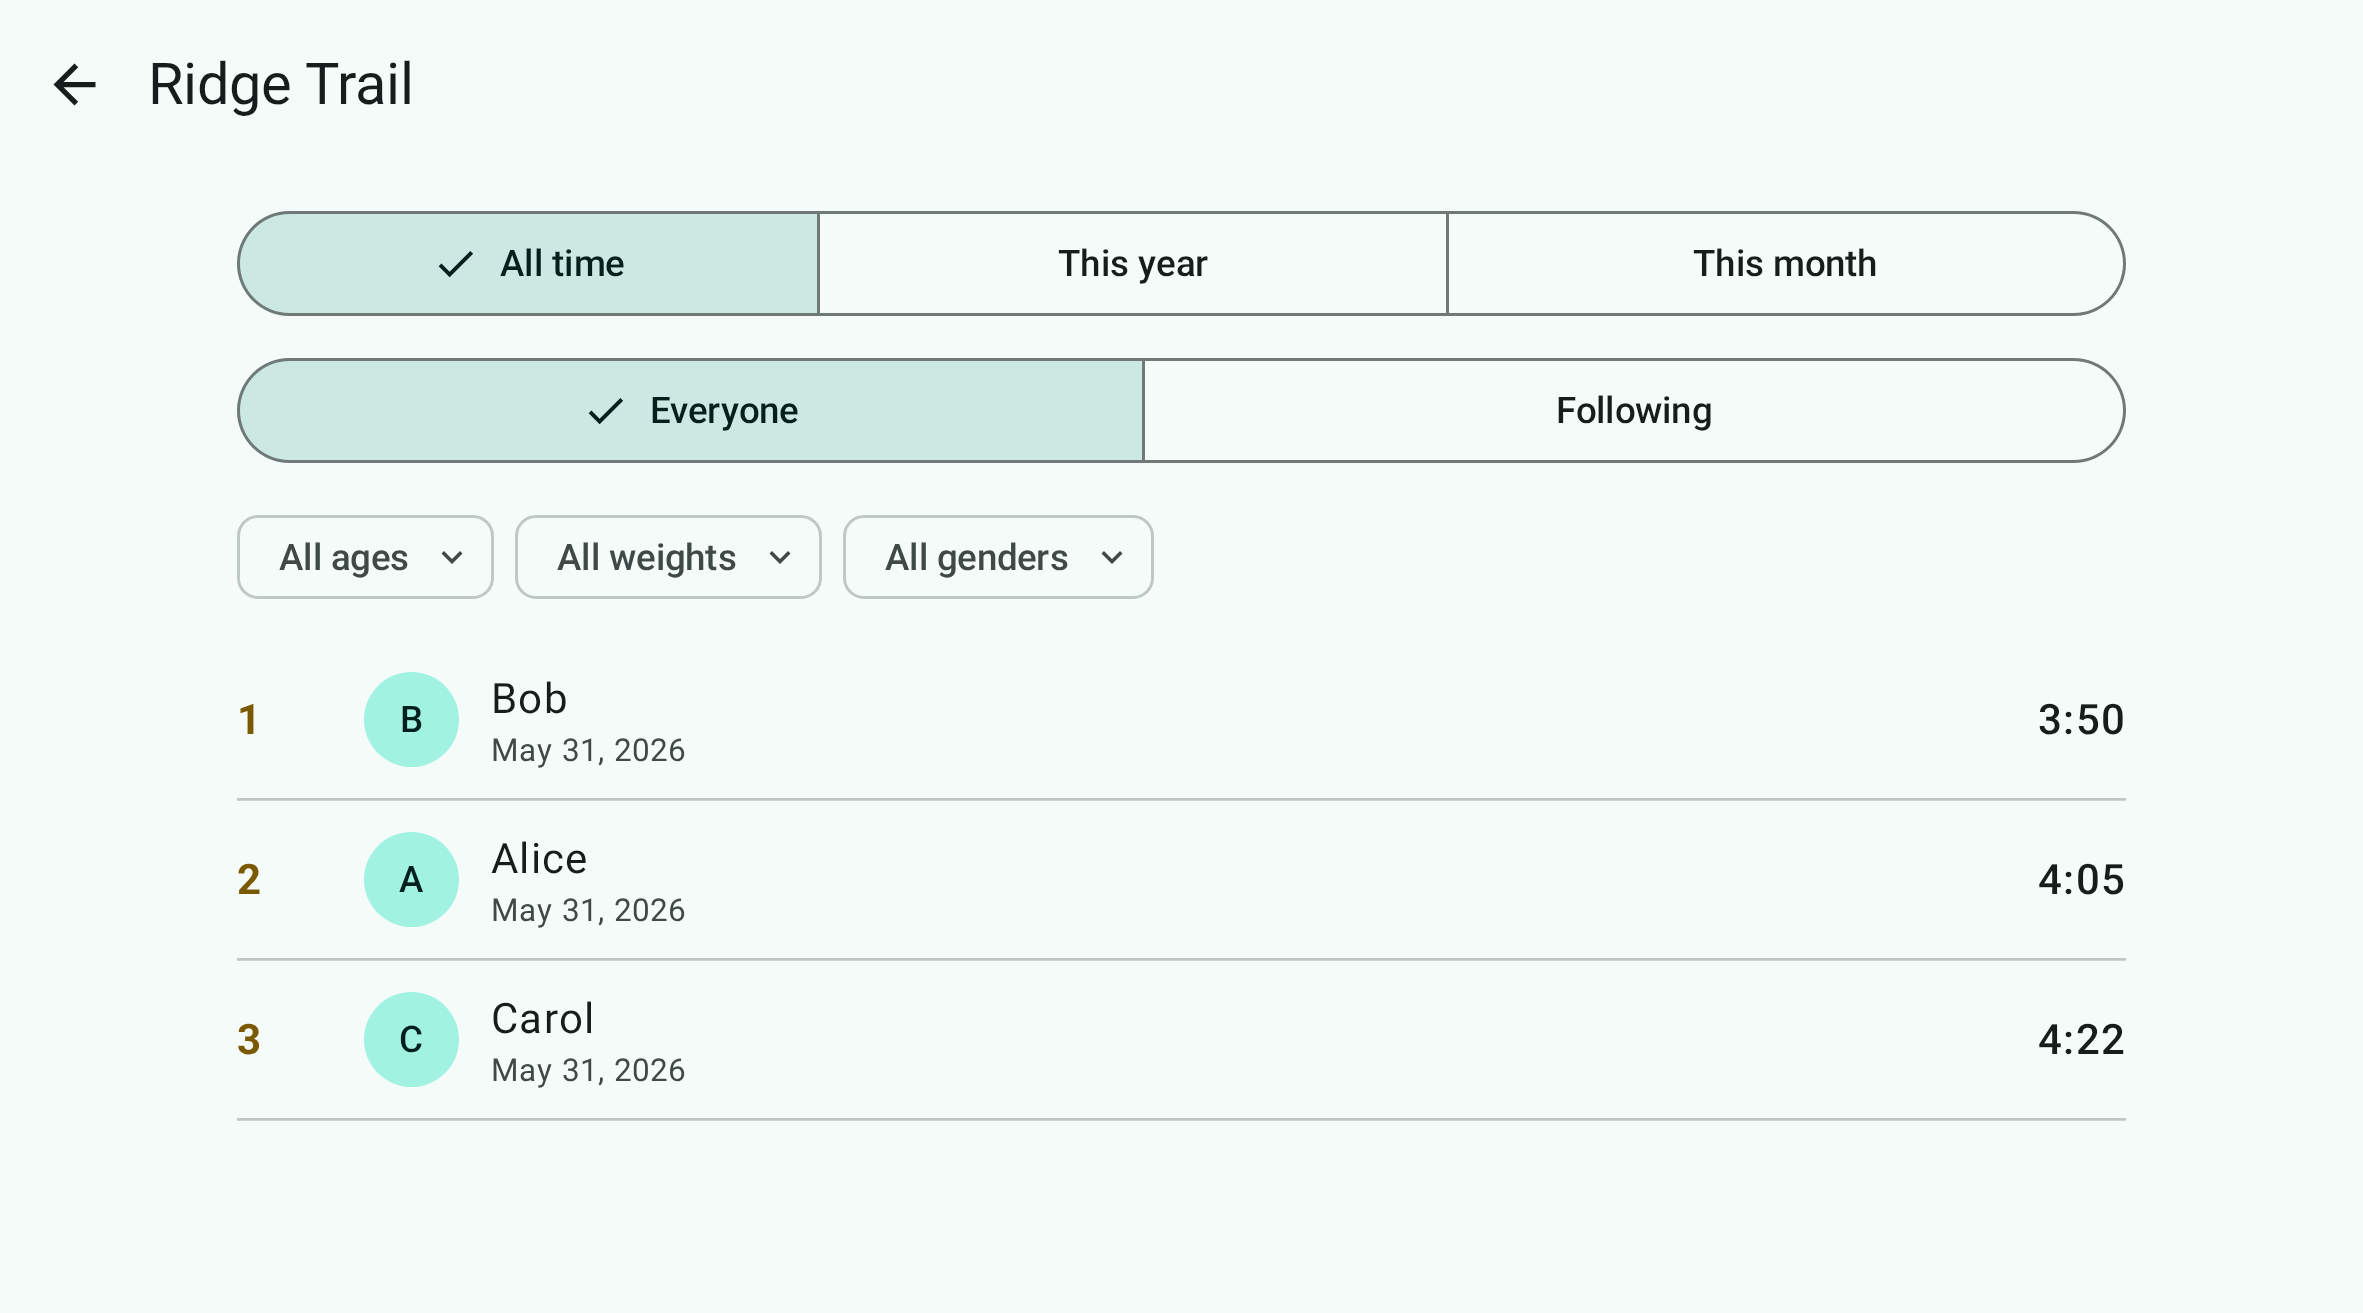 Ridge Trail
All time
This year
This month
Everyone
Following
All ages
All weights
All genders
1
B
Bob
May 31, 2026
3:50
2
A
Alice
May 31, 2026
4:05
3
C
Carol
May 31, 2026
4:22